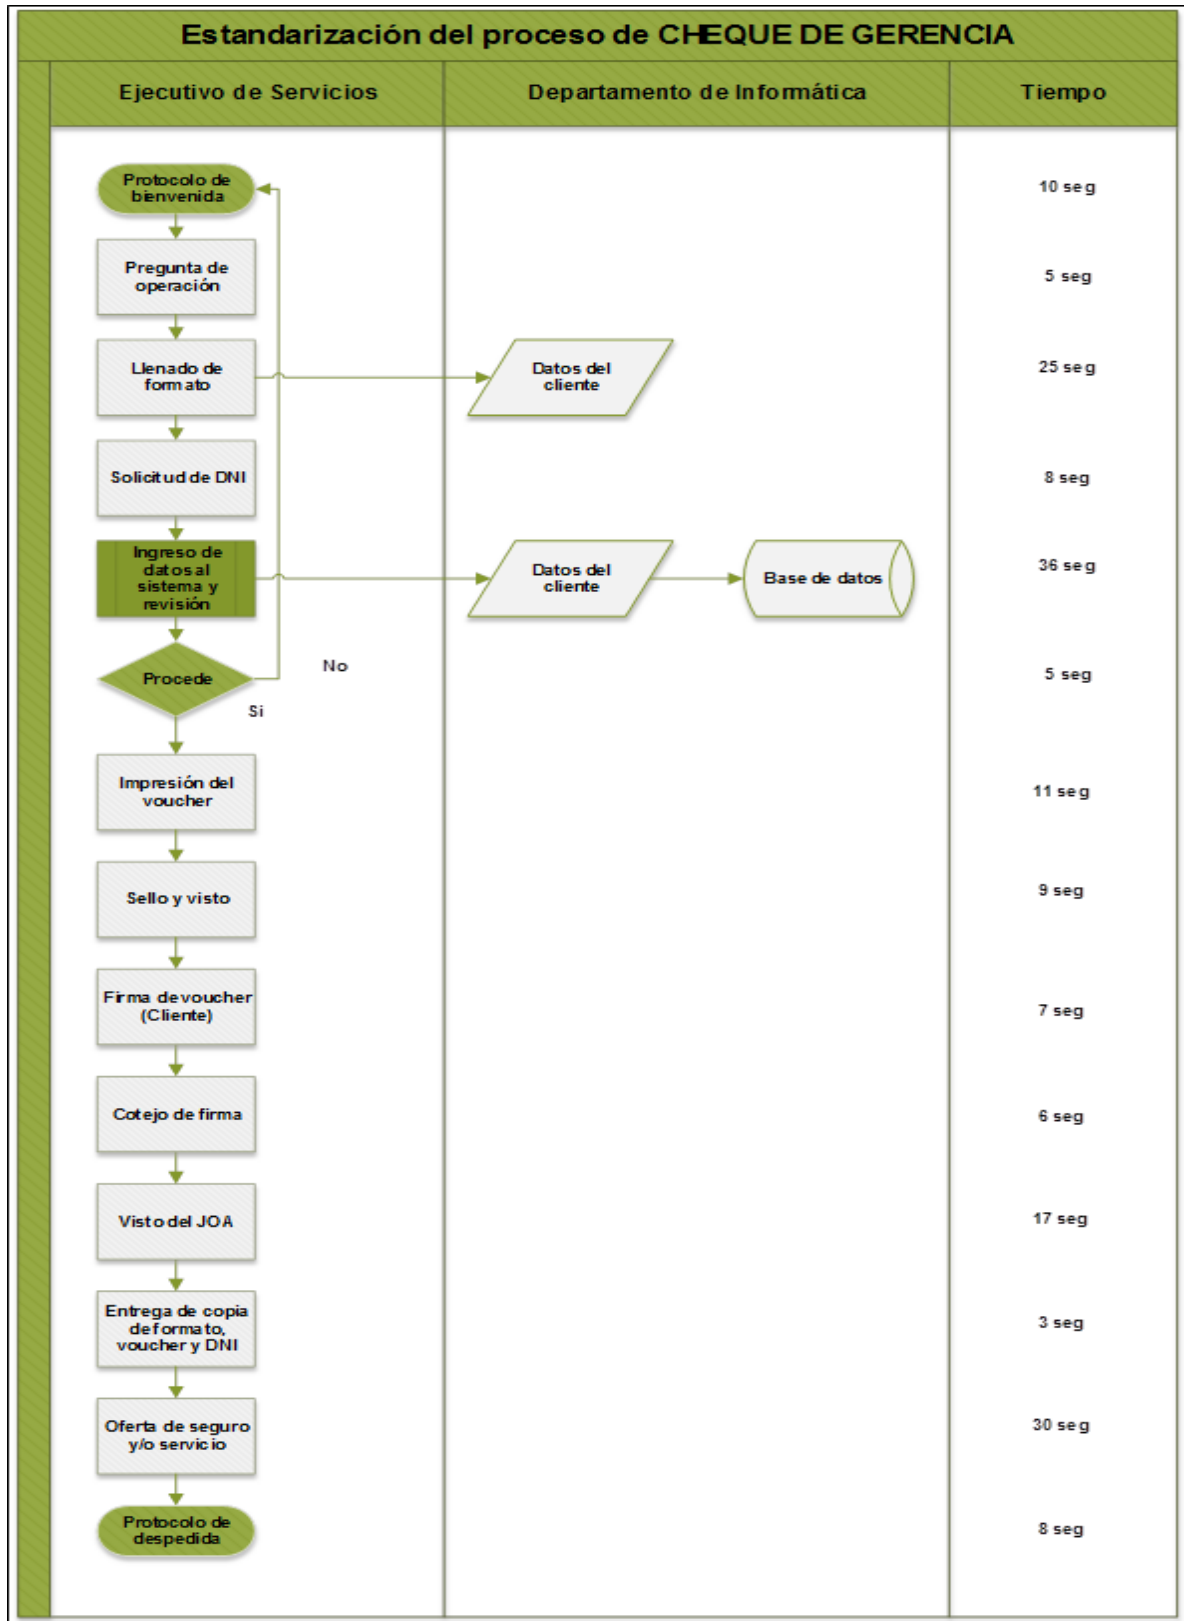 Estandarización del proceso de CHEQUE DE GERENCIA
Ejecutivo de Servicios
Departamento de Informática
Tiempo
Protocolo de
bienvenida
10 seg
Pregunta de
operación
5 seg
Llenado de
formato
Datos del
cliente
25 seg
Solicitud de DNI
8 seg
Ingreso de
datos al
sistema y
revisión
Datos del
cliente
Base de datos
36 seg
Procede
No
Si
5 seg
Impresión del
voucher
11 seg
Sello y visto
9 seg
Firma de voucher
(Cliente)
7 seg
Cotejo de firma
6 seg
Visto del JOA
17 seg
Entrega de copia
de formato,
voucher y DNI
3 seg
Oferta de seguro
y/o servicio
30 seg
Protocolo de
despedida
8 seg